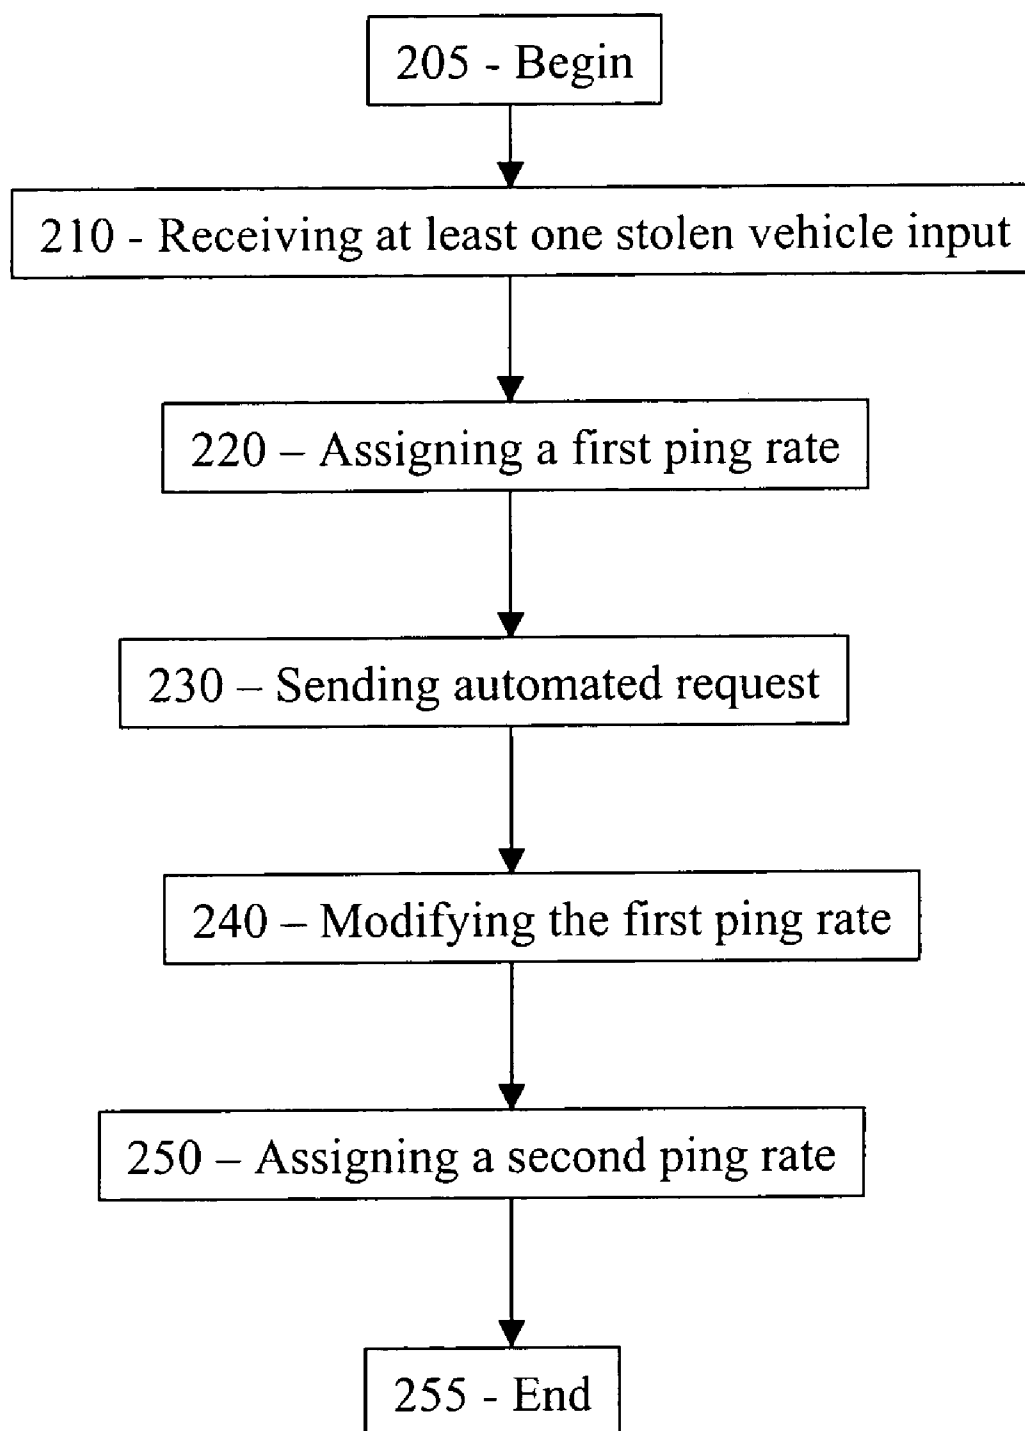 205 - Begin
210 - Receiving at least one stolen vehicle input
220 – Assigning a first ping rate
230 – Sending automated request
240 – Modifying the first ping rate
250 – Assigning a second ping rate
255 - End